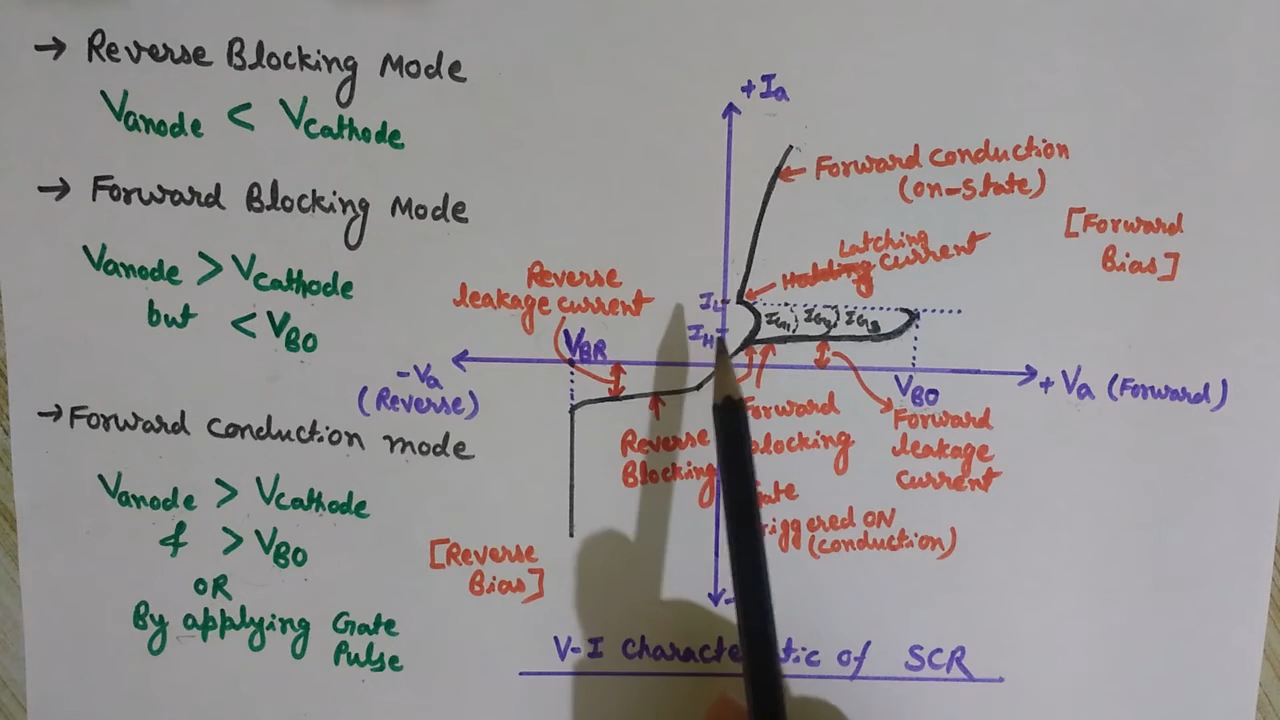 → Reverse Blocking Mode
Vanode < Vcathode
→ Forward Blocking Mode
Vanode > Vcathode
but < VBO
→ Forward conduction mode
Vanode > Vcathode
& > VBO
OR
By applying Gate
Pulse
+Ia
Forward conduction
(on-state)
[Forward
Bias]
Latching
Holding current
Reverse
leakage current
IL
IG1, IG2, IG3
IH
VBR
-Va
(Reverse)
VBO
+ Va (Forward)
Reverse
Blocking
Forward
blocking
Forward
leakage
current
Gate
Triggered ON
(conduction)
[Reverse
Bias]
V-I Characteristic of SCR